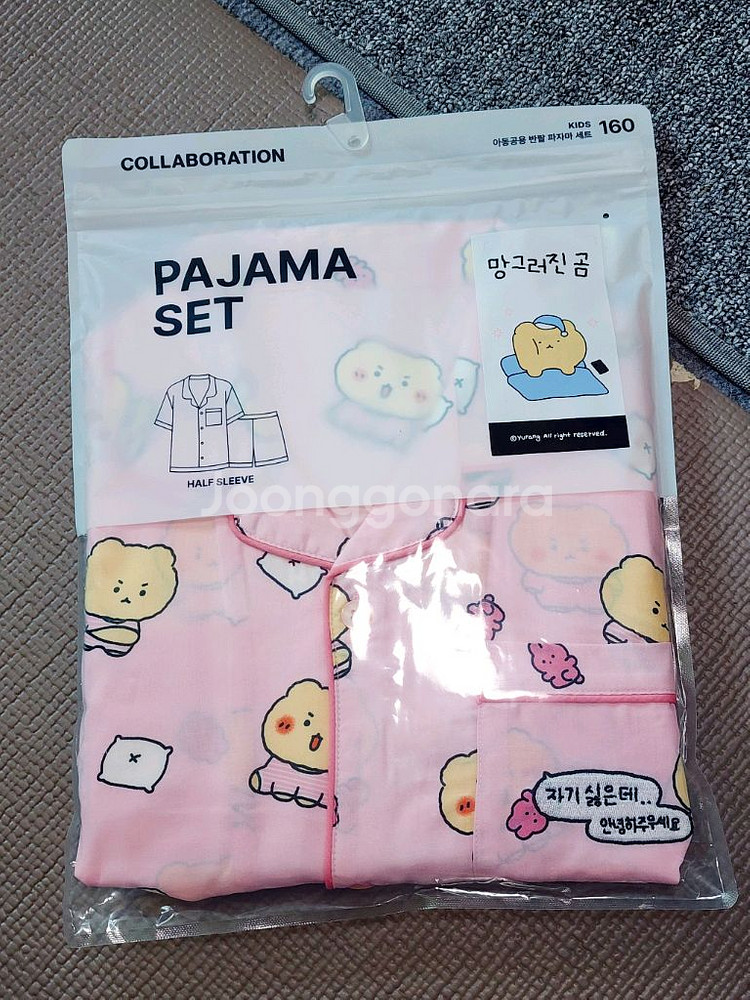 COLLABORATION
KIDS
아동공용 반팔 파자마 세트
160
PAJAMA
SET
망그러진 곰
©Yurang All right reserved.
HALF SLEEVE
Joonggonara
자기 싫은데..
안녕히주무세요